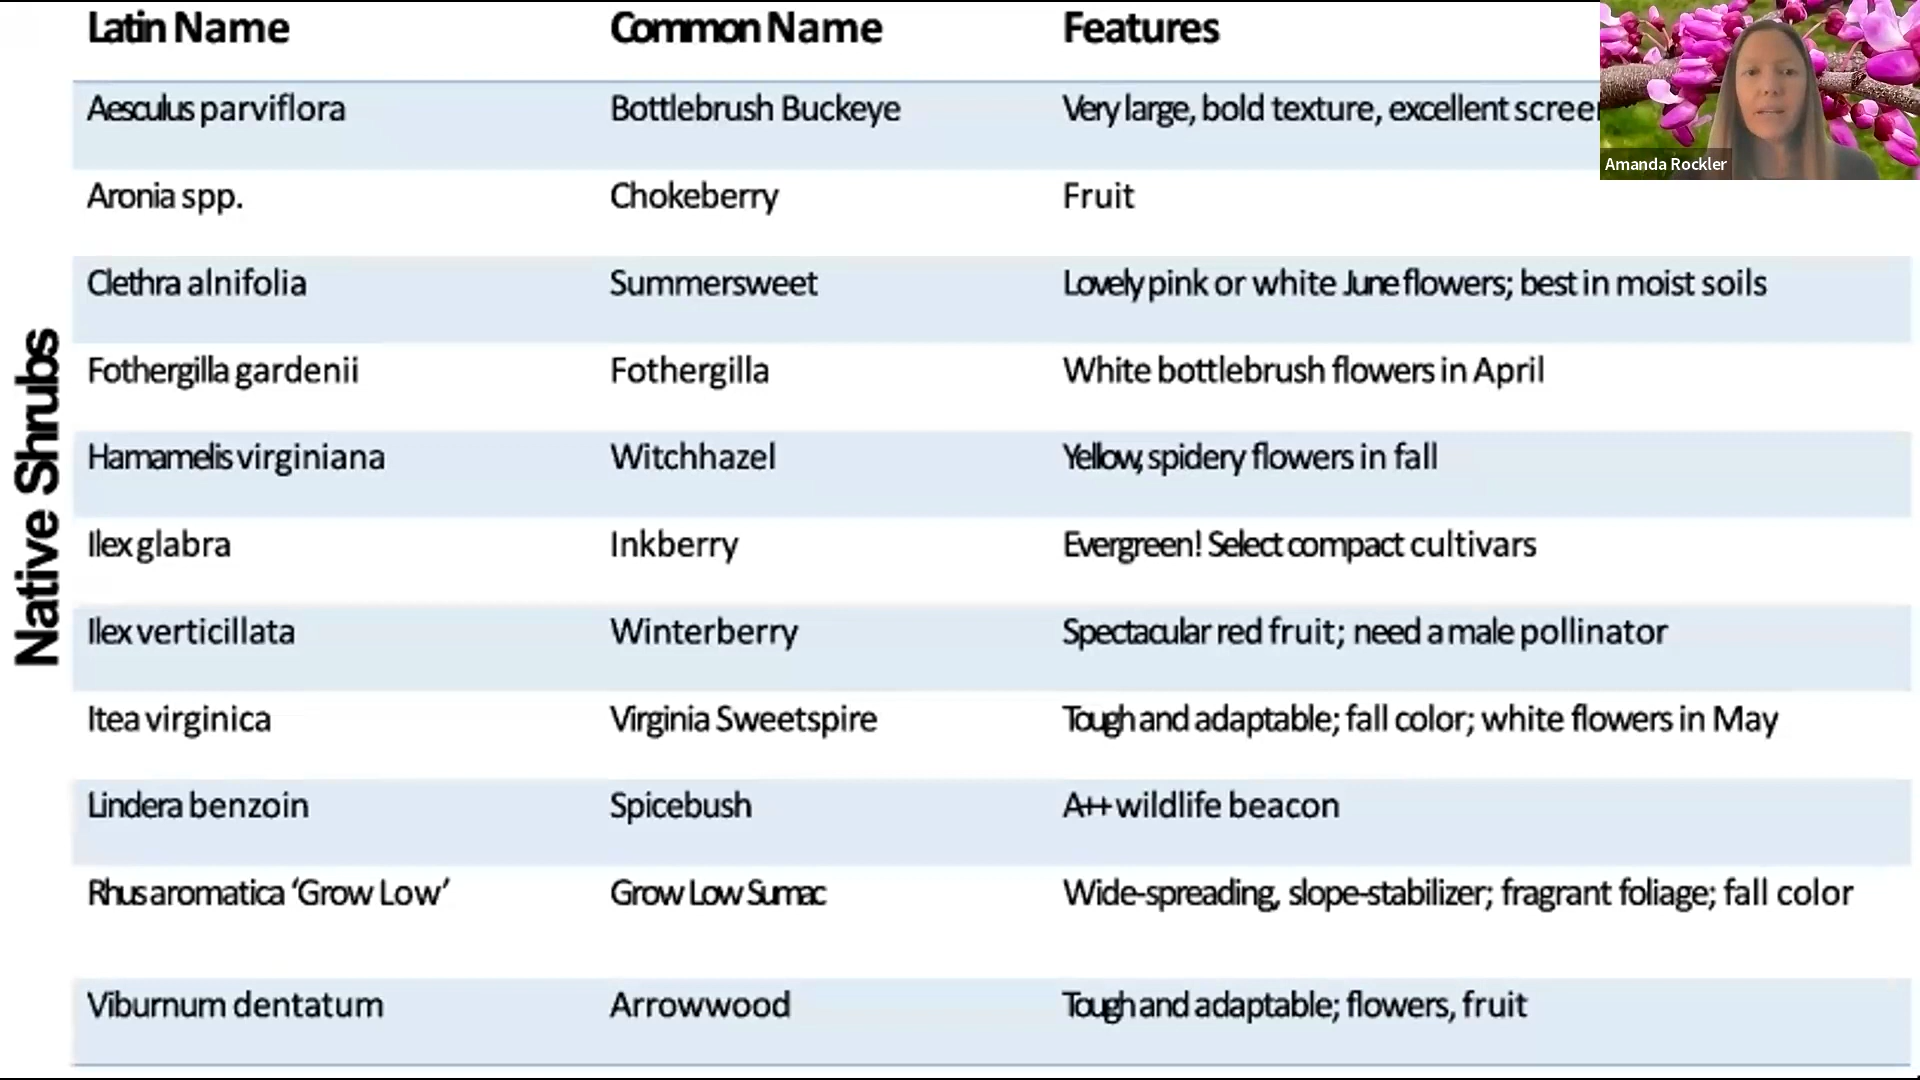 Latin Name Common Name Features
Aesculus parviflora Bottlebrush Buckeye Very large, bold texture, excellent
Amanda Rockler
Aronia spp. Chokeberry Fruit
Clethra alnifolia Summersweet Lovely pink or white June flowers; best in moist soils
Fothergilla gardenii Fothergilla White bottlebrush flowers in April
Hamamelis virginiana Witchhazel Yellow, spidery flowers in fall
Ilex glabra Inkberry Evergreen! Select compact cultivars
Ilex verticillata Winterberry Spectacular red fruit; need a male pollinator
Itea virginica Virginia Sweetspire Tough and adaptable; fall color; white flowers in May
Lindera benzoin Spicebush A++ wildlife beacon
Rhus aromatica ‘Grow Low’ Grow Low Sumac Wide-spreading, slope-stabilizer; fragrant foliage; fall color
Viburnum dentatum Arrowwood Tough and adaptable; flowers, fruit
Native Shrubs